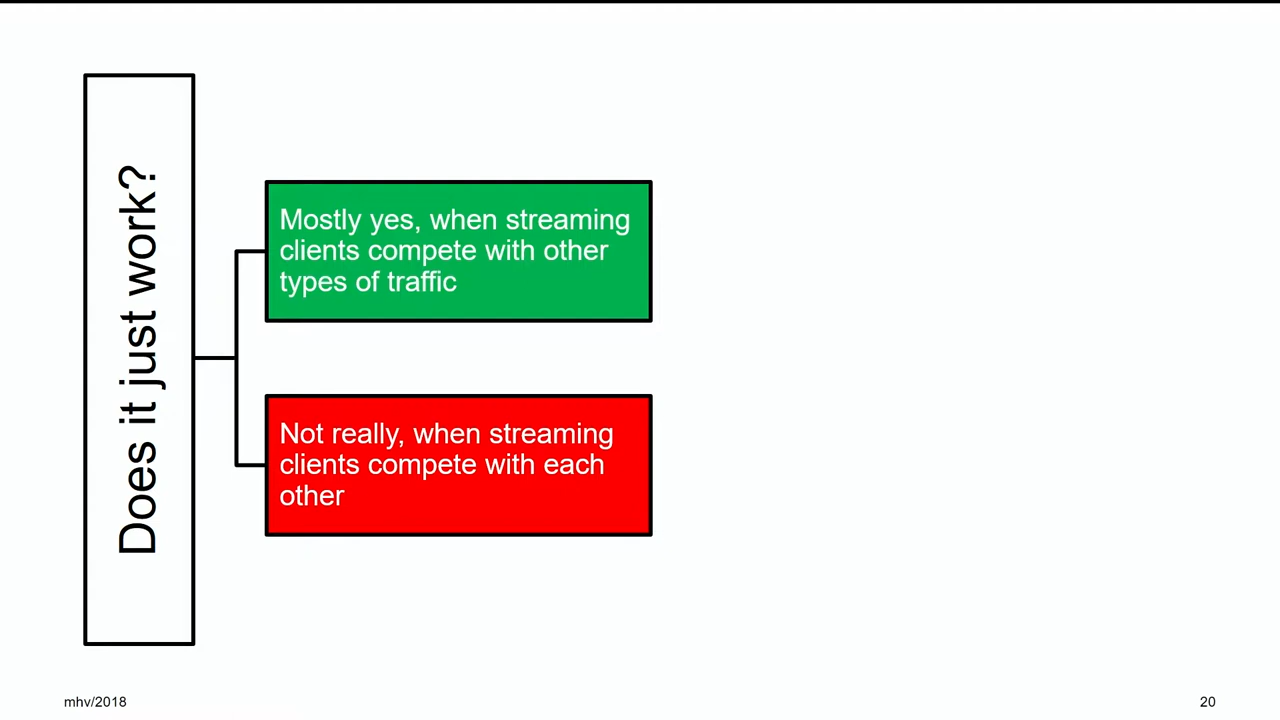 Does it just work?
Mostly yes, when streaming
clients compete with other
types of traffic
Not really, when streaming
clients compete with each
other
mhv/2018
20